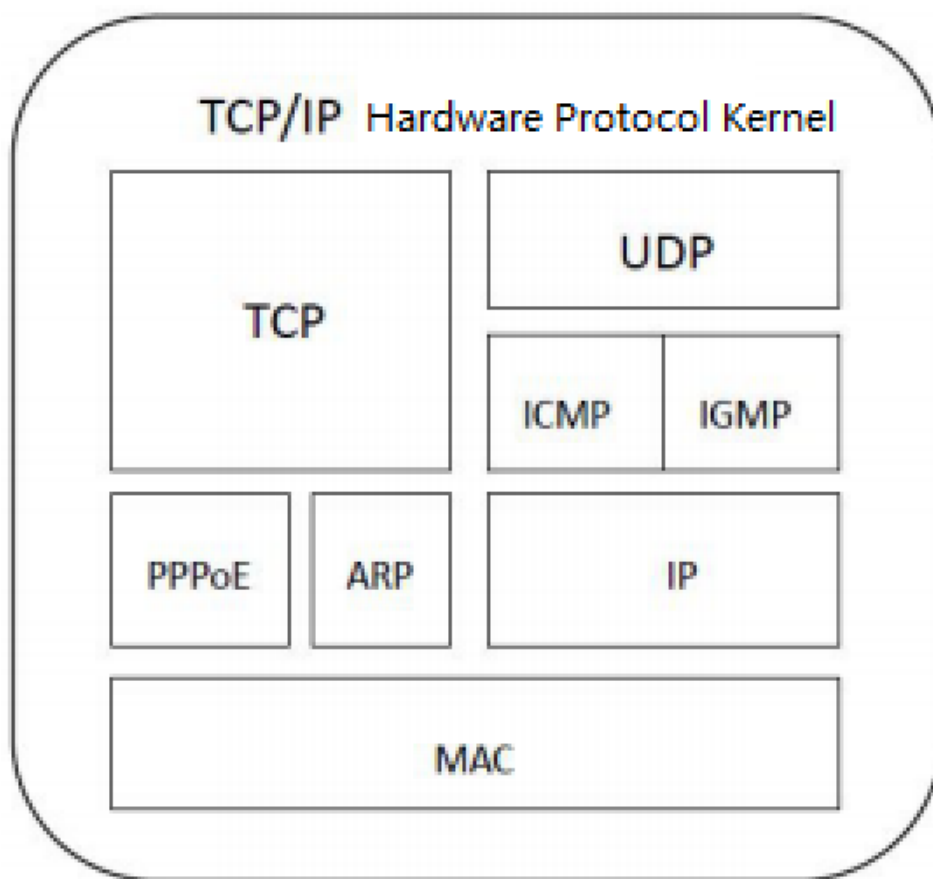 TCP/IP Hardware Protocol Kernel
TCP
UDP
ICMP
IGMP
PPPoE
ARP
IP
MAC